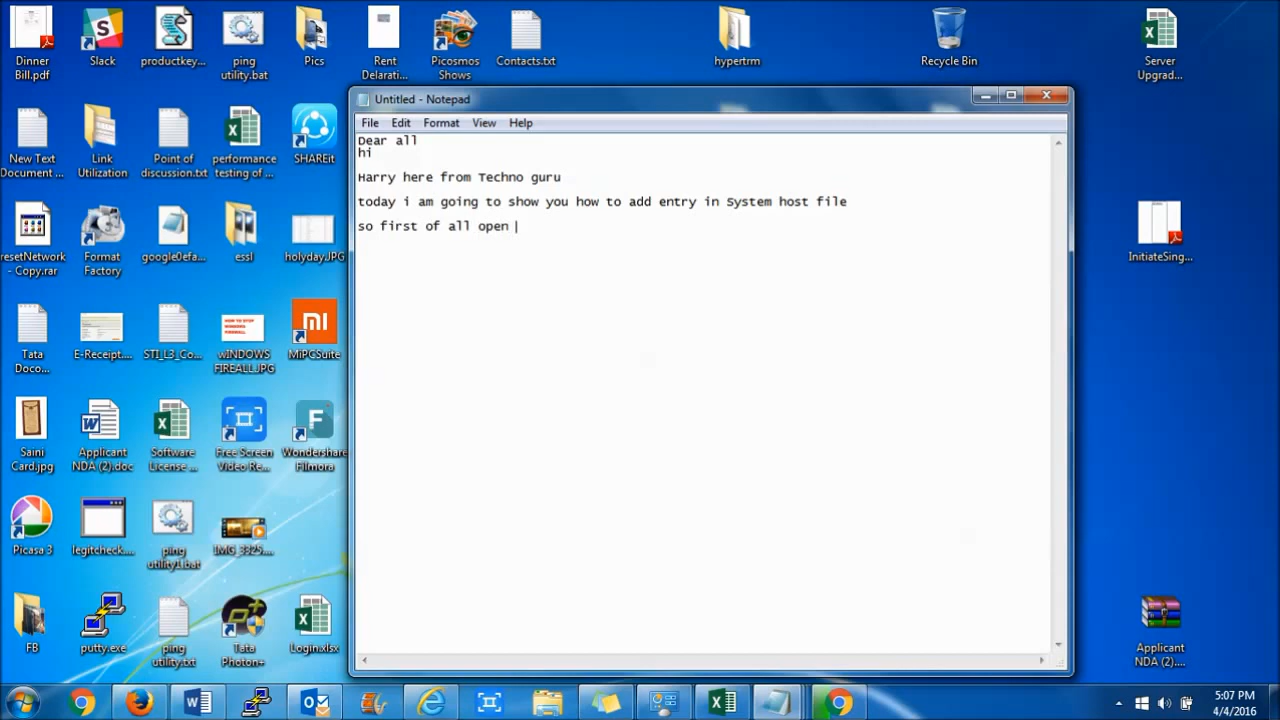 Dinner
Bill.pdf
Slack
productkey...
ping
utility.bat
Pics
Rent
Delarati...
Picosmos
Shows
Contacts.txt
hypertrm
Recycle Bin
Server
Upgrad...
Untitled - Notepad
File Edit Format View Help
Dear all
hi
Harry here from Techno guru
today i am going to show you how to add entry in System host file
so first of all open
New Text
Document ...
Link
Utilization
Point of
discussion.txt
performance
testing of ...
SHAREit
resetNetwork
- Copy.rar
Format
Factory
google0efa...
essl
holyday.JPG
InitiateSing...
Tata
Doco...
E-Receipt....
STI_L3_Co...
HOW TO STOP
WINDOWS
FIREWALL
wINDOWS
FIREALL.JPG
MiPCSuite
Saini
Card.jpg
Applicant
NDA (2).doc
Software
License ...
Free Screen
Video Re...
Wondershare
Filmora
Picasa 3
legitcheck....
ping
utility1.bat
IMG_3325....
FB
putty.exe
ping
utility.txt
Tata
Photon+
Login.xlsx
Applicant
NDA (2)....
5:07 PM
4/4/2016